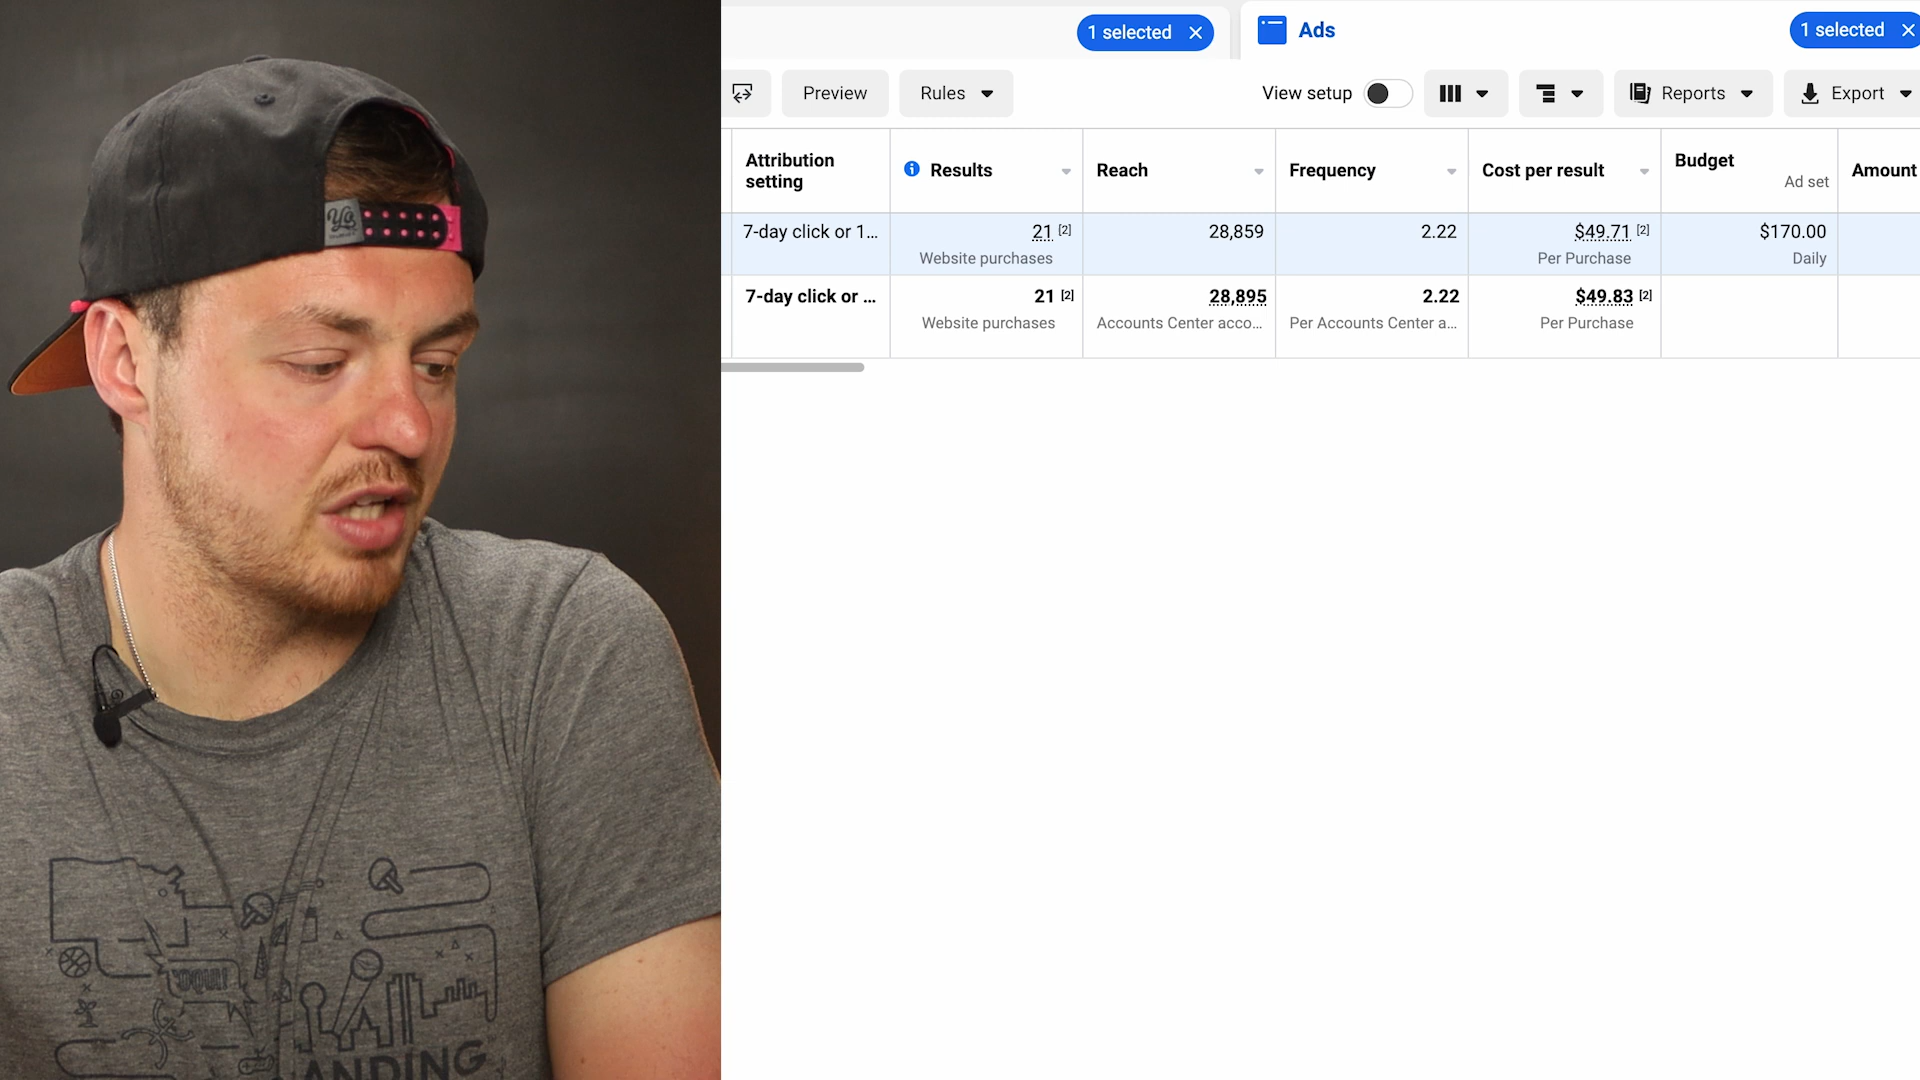 1 selected
Ads
1 selected
Preview
Rules
View setup
Reports
Export
Attribution setting
Results
Reach
Frequency
Cost per result
Budget
Ad set
Amount
7-day click or 1...
21 [2]
Website purchases
28,859
2.22
$49.71 [2]
Per Purchase
$170.00
Daily
7-day click or ...
21 [2]
Website purchases
28,895
Accounts Center acco...
2.22
Per Accounts Center a...
$49.83 [2]
Per Purchase
Yo
ANDING